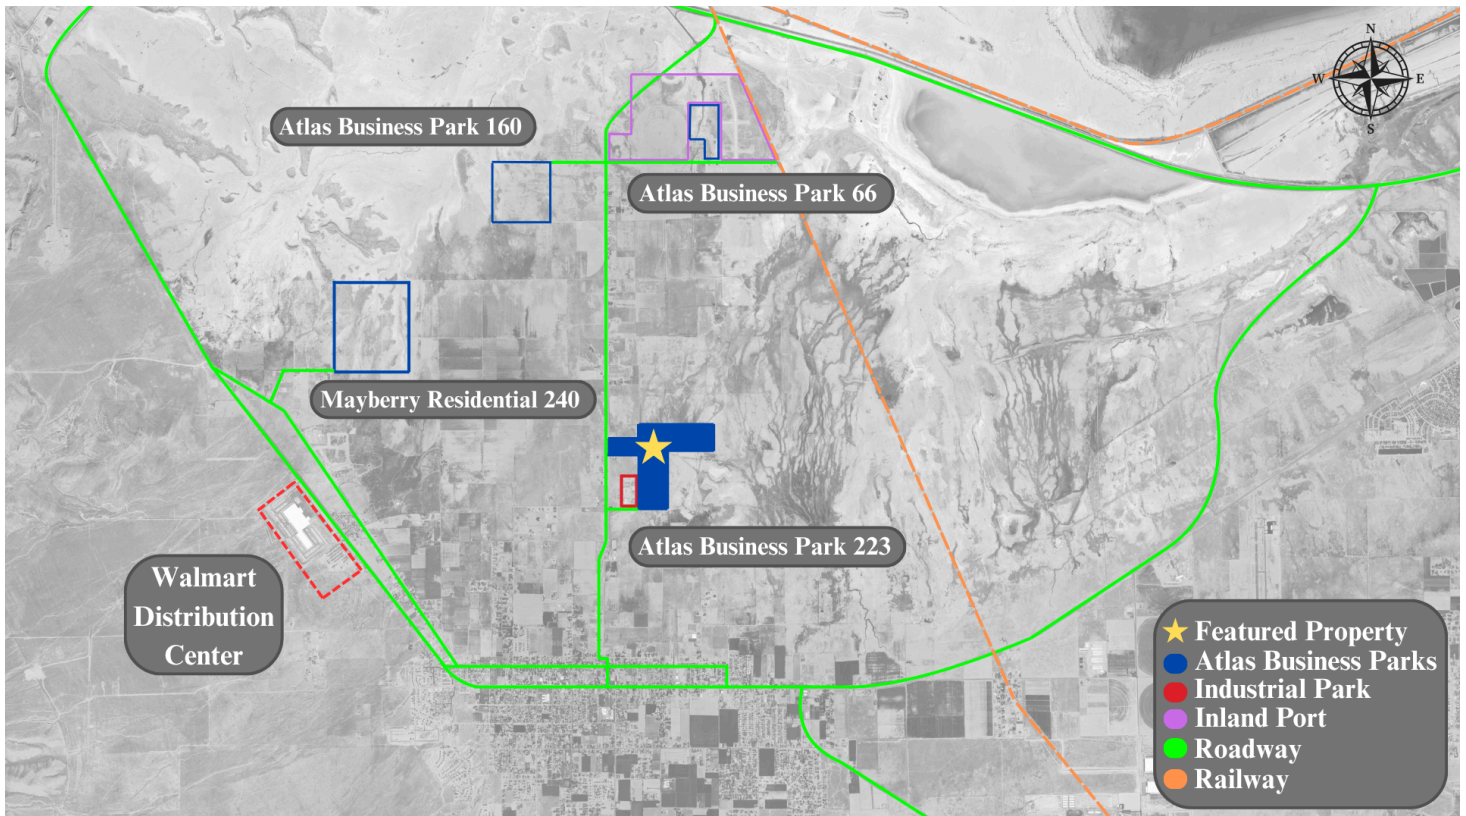 N
W
E
S
Atlas Business Park 160
Atlas Business Park 66
Mayberry Residential 240
Atlas Business Park 223
Walmart
Distribution
Center
Featured Property
Atlas Business Parks
Industrial Park
Inland Port
Roadway
Railway